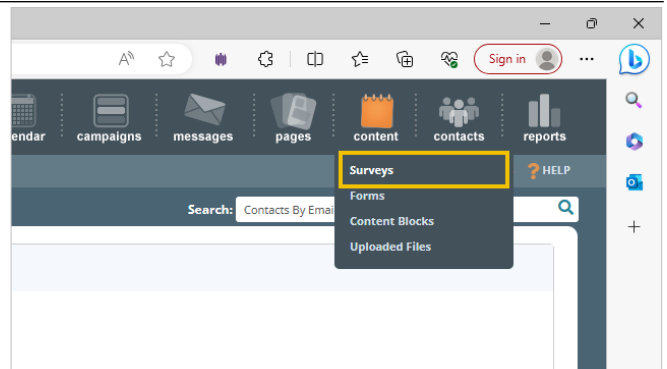 A
Sign in
endar
campaigns
messages
pages
content
contacts
reports
Surveys
HELP
Forms
Search: Contacts By Emai
Content Blocks
Uploaded Files